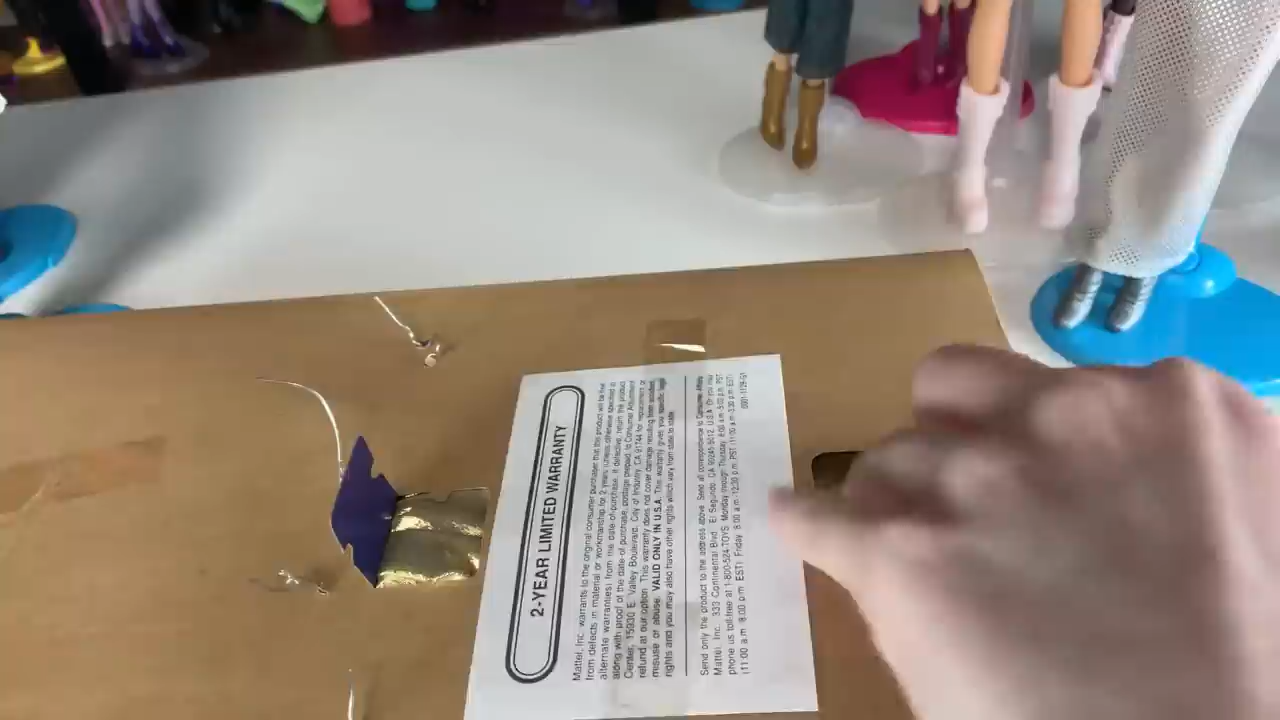 2-YEAR LIMITED WARRANTY
Mattel, Inc. warrants to the original consumer purchaser that this product will be free
from defects in material or workmanship for 2 years (unless otherwise specified in
alternate warranties) from the date of purchase. If defective, return the product
along with proof of the date of purchase, postage prepaid, to Consumer Adjustment
Center, 15930 E. Valley Boulevard, City of Industry, CA 91744 for replacement or
refund at our option. This warranty does not cover damage resulting from accident,
misuse or abuse. VALID ONLY IN U.S.A. This warranty gives you specific legal
rights and you may also have other rights which vary from state to state.
Send only the product to the address above. Send all correspondence to Consumer Affairs,
Mattel, Inc. 333 Continental Blvd., El Segundo, CA 90245-5012, U.S.A. Or you may
phone us toll-free at 1-800-524-TOYS, Monday through Thursday, 8:00 a.m.-5:00 p.m. PST
(11:00 a.m.-8:00 p.m. EST) Friday, 8:00 a.m.-12:30 p.m. PST (11:00 a.m.-3:30 p.m. EST)